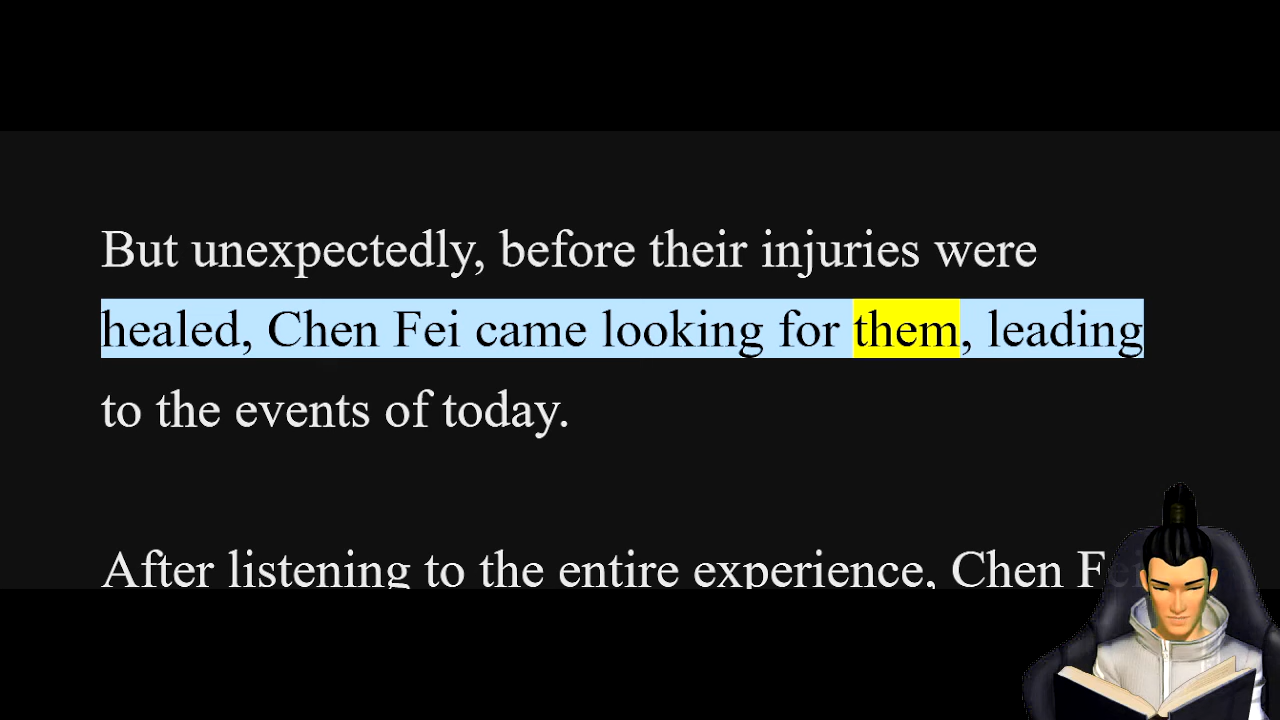 But unexpectedly, before their injuries were
healed, Chen Fei came looking for them, leading
to the events of today.
After listening to the entire experience, Chen Fei